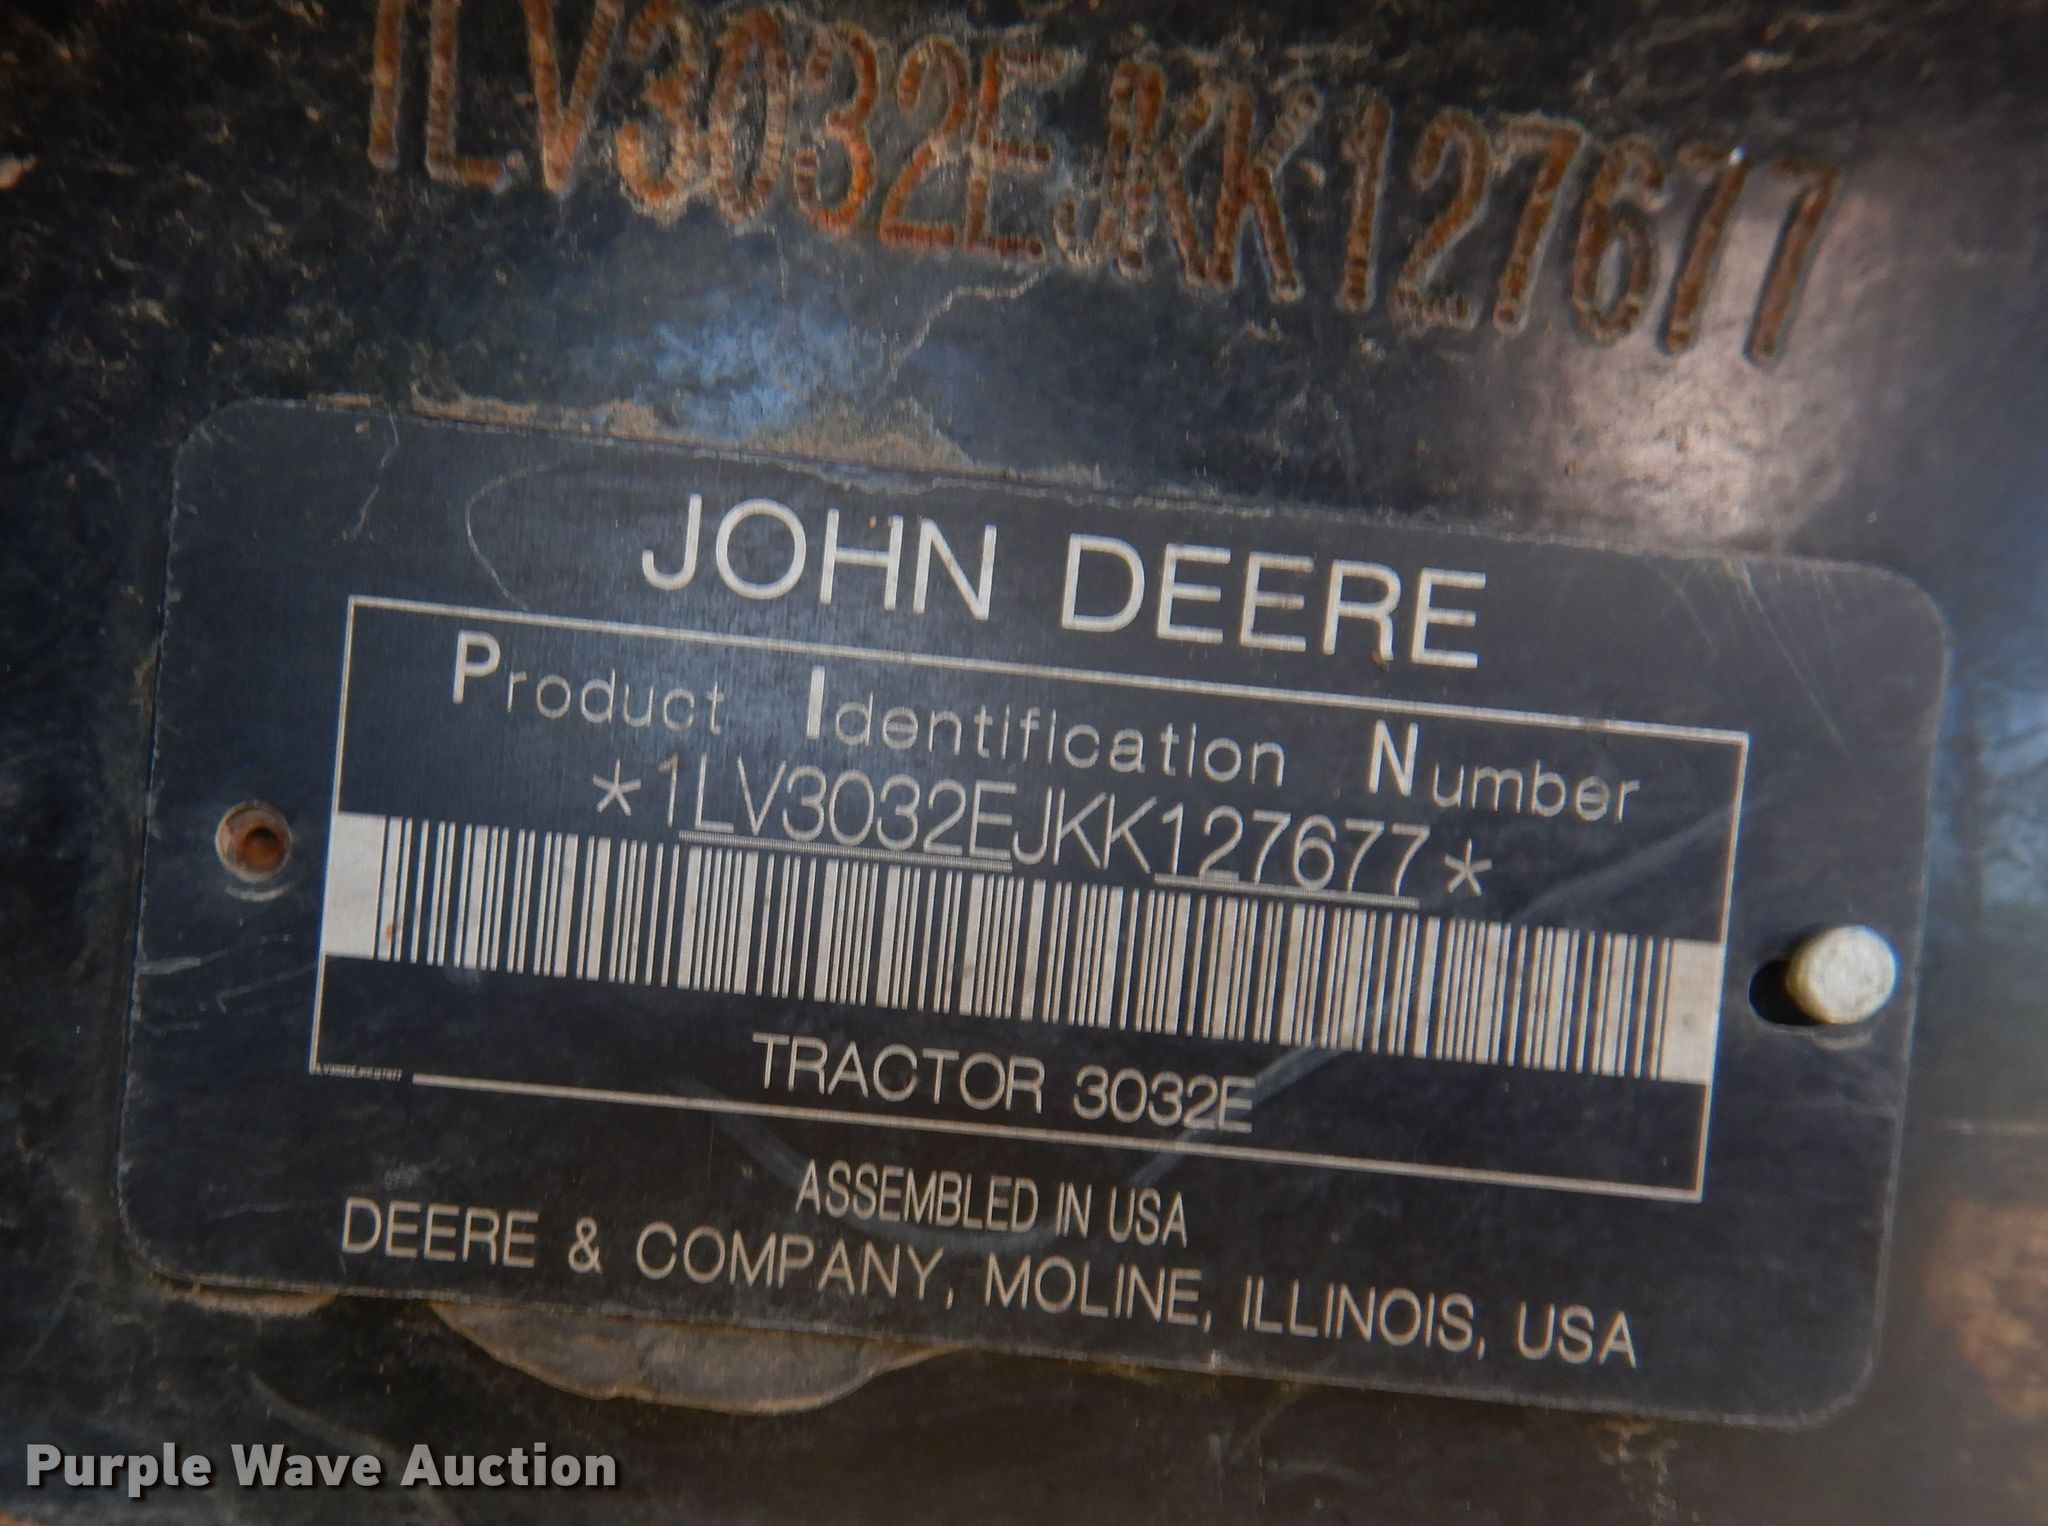 1LV3032EJKK127677
JOHN DEERE
Product Identification Number
*1LV3032EJKK127677*
TRACTOR 3032E
ASSEMBLED IN USA
DEERE & COMPANY, MOLINE, ILLINOIS, USA
Purple Wave Auction